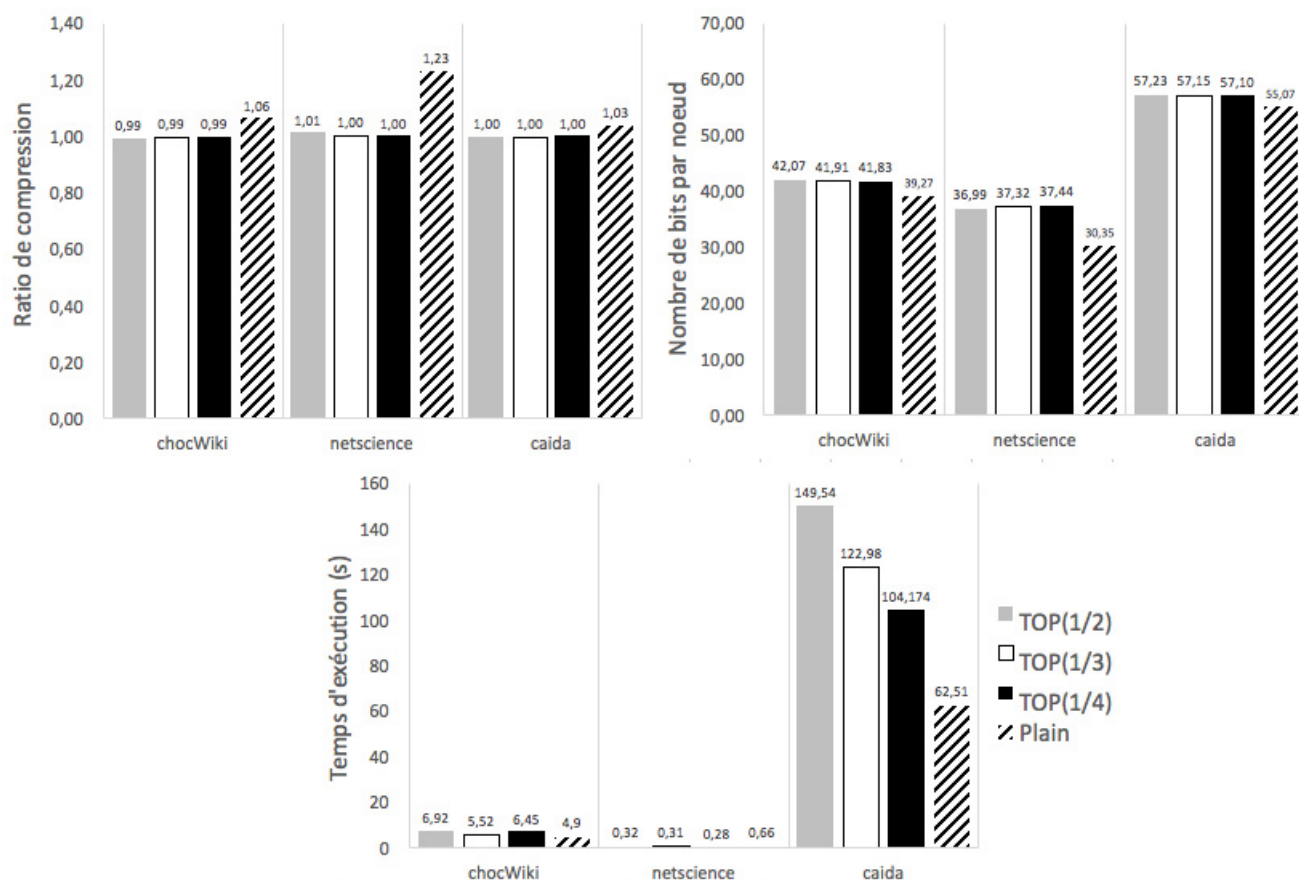 Ratio de compression
1,40
1,20
1,00
0,80
0,60
0,40
0,20
0,00
0,99 0,99 0,99 1,06
1,01 1,00 1,00 1,23
1,00 1,00 1,00 1,03
chocWiki netscience caida
Nombre de bits par noeud
70,00
60,00
50,00
40,00
30,00
20,00
10,00
0,00
42,07 41,91 41,83 39,27
36,99 37,32 37,44 30,35
57,23 57,15 57,10 55,07
chocWiki netscience caida
Temps d'exécution (s)
160
140
120
100
80
60
40
20
0
6,92 5,52 6,45 4,9
0,32 0,31 0,28 0,66
149,54 122,98 104,174 62,51
chocWiki netscience caida
TOP(1/2)
TOP(1/3)
TOP(1/4)
Plain